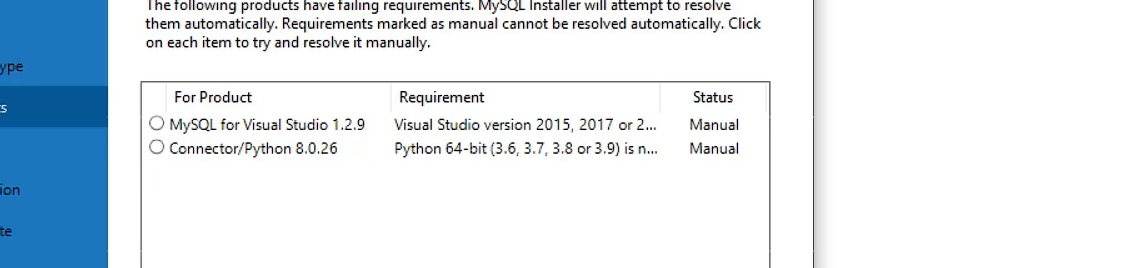 The following products have failing requirements. MySQL Installer will attempt to resolve
them automatically. Requirements marked as manual cannot be resolved automatically. Click
on each item to try and resolve it manually.
ype
s
ion
te
For Product Requirement Status
MySQL for Visual Studio 1.2.9 Visual Studio version 2015, 2017 or 2... Manual
Connector/Python 8.0.26 Python 64-bit (3.6, 3.7, 3.8 or 3.9) is n... Manual